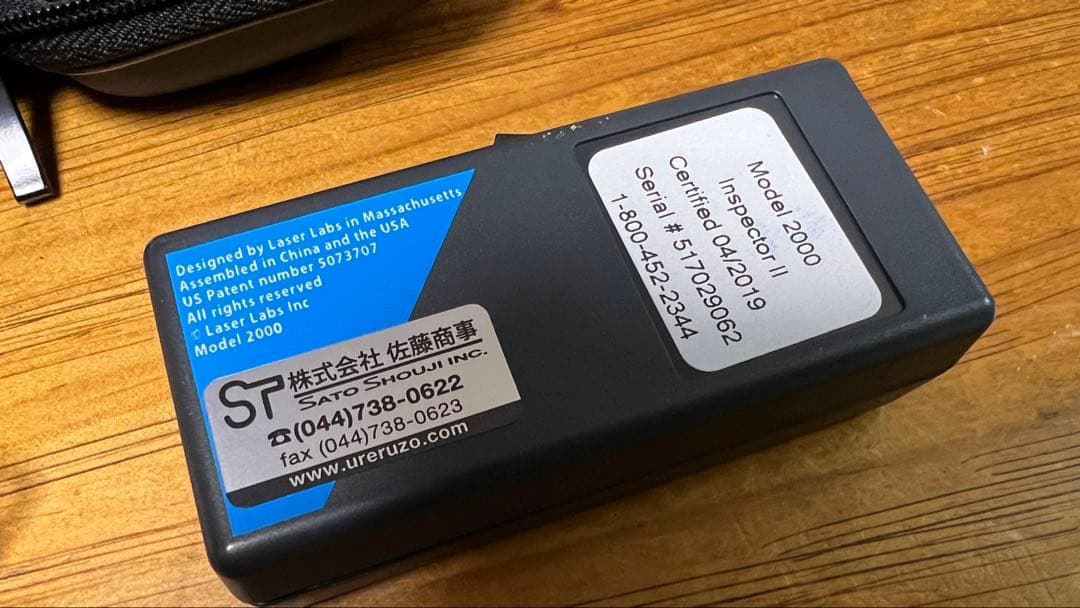 Designed by Laser Labs in Massachusetts
Assembled in China and the USA
US Patent number 5073707
All rights reserved
© Laser Labs Inc
Model 2000
ST 株式会社 佐藤商事
SATO SHOUJI INC.
☎(044)738-0622
fax (044)738-0623
www.ureruzo.com
Model 2000
Inspector II
Certified 04/2019
Serial # 517029062
1-800-452-2344